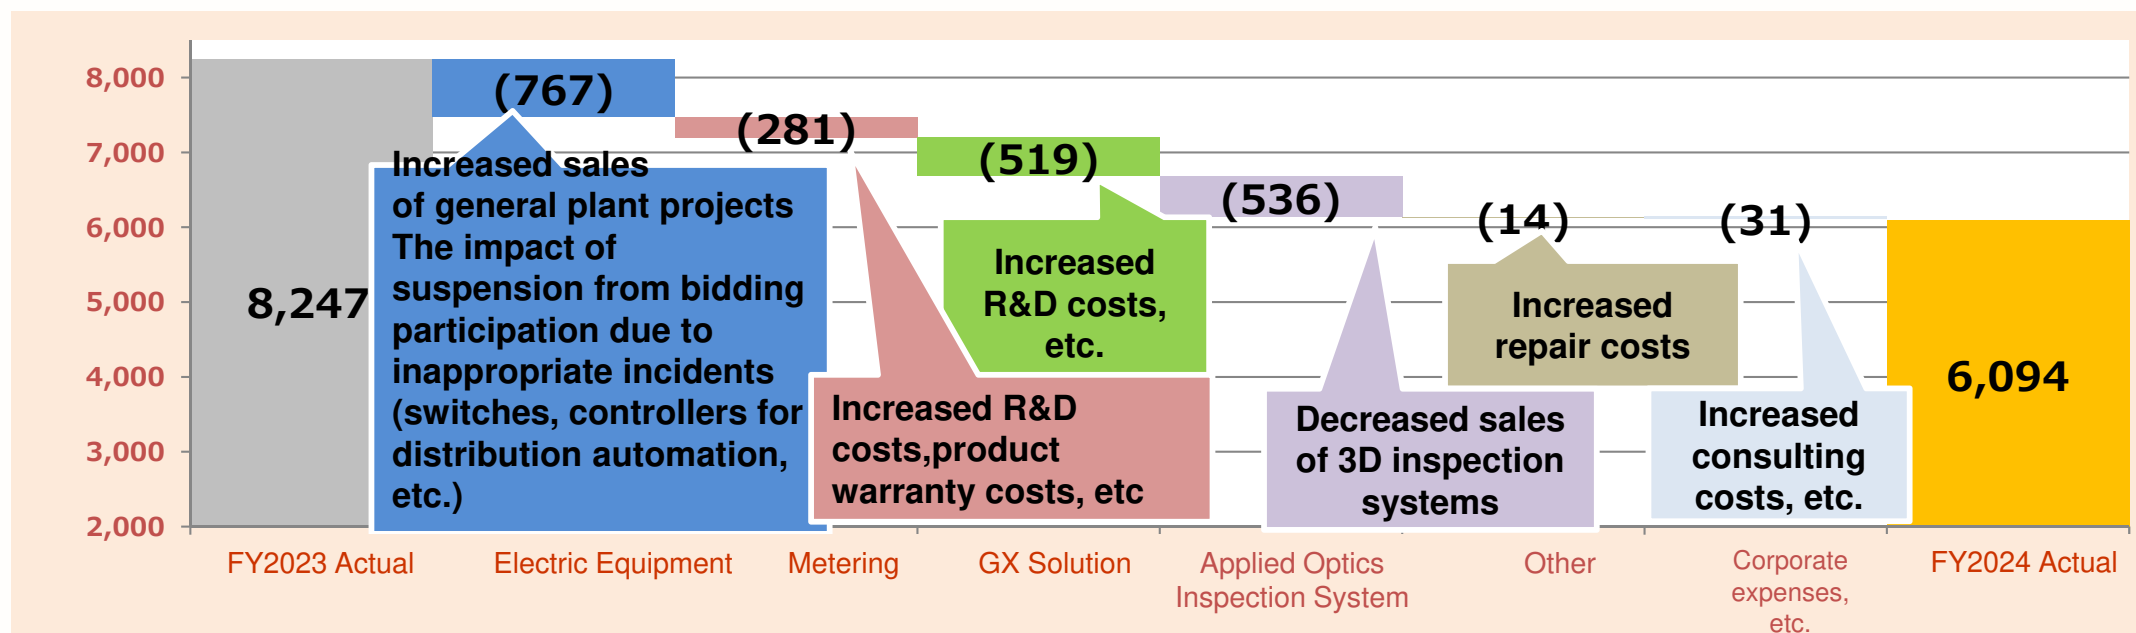 8,000
7,000
6,000
5,000
4,000
3,000
2,000
8,247
(767)
(281)
(519)
(536)
(14)
(31)
6,094
Increased sales
of general plant projects
The impact of
suspension from bidding
participation due to
inappropriate incidents
(switches, controllers for
distribution automation,
etc.)
Increased R&D
costs,product
warranty costs, etc
Increased
R&D costs,
etc.
Decreased sales
of 3D inspection
systems
Increased
repair costs
Increased
consulting
costs, etc.
FY2023 Actual
Electric Equipment
Metering
GX Solution
Applied Optics
Inspection System
Other
Corporate
expenses,
etc.
FY2024 Actual